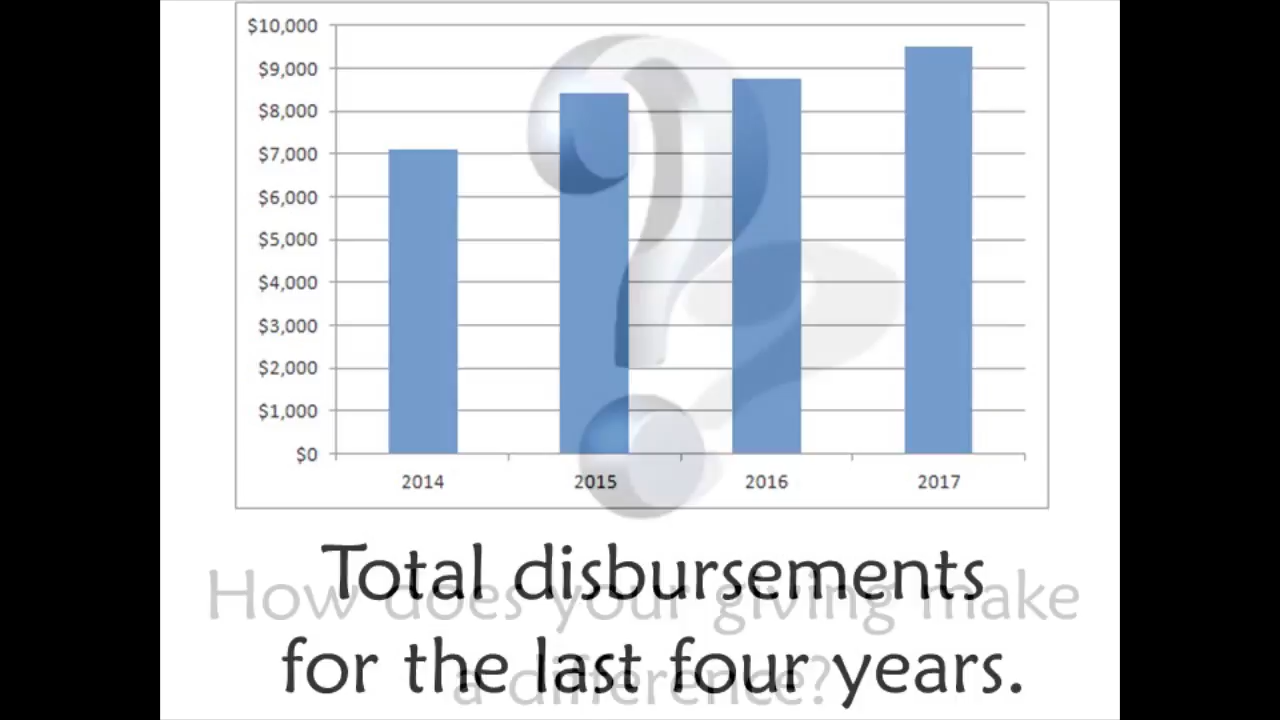 $10,000
$9,000
$8,000
$7,000
$6,000
$5,000
$4,000
$3,000
$2,000
$1,000
$0
2014 2015 2016 2017
Total disbursements
for the last four years.
How does your giving make
a difference?